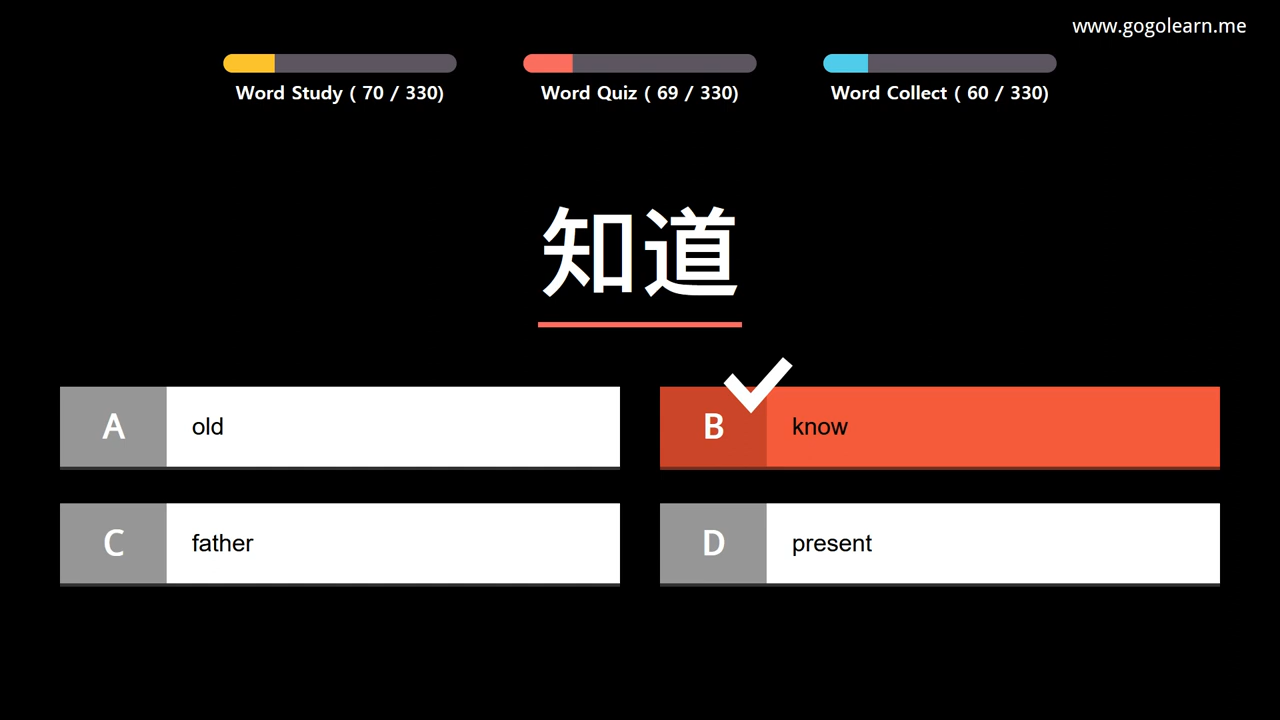 www.gogolearn.me
Word Study ( 70 / 330)
Word Quiz ( 69 / 330)
Word Collect ( 60 / 330)
知道
A old
B know
C father
D present